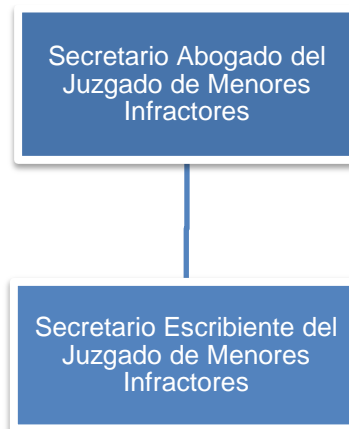 Secretario Abogado del
Juzgado de Menores
Infractores
Secretario Escribiente del
Juzgado de Menores
Infractores